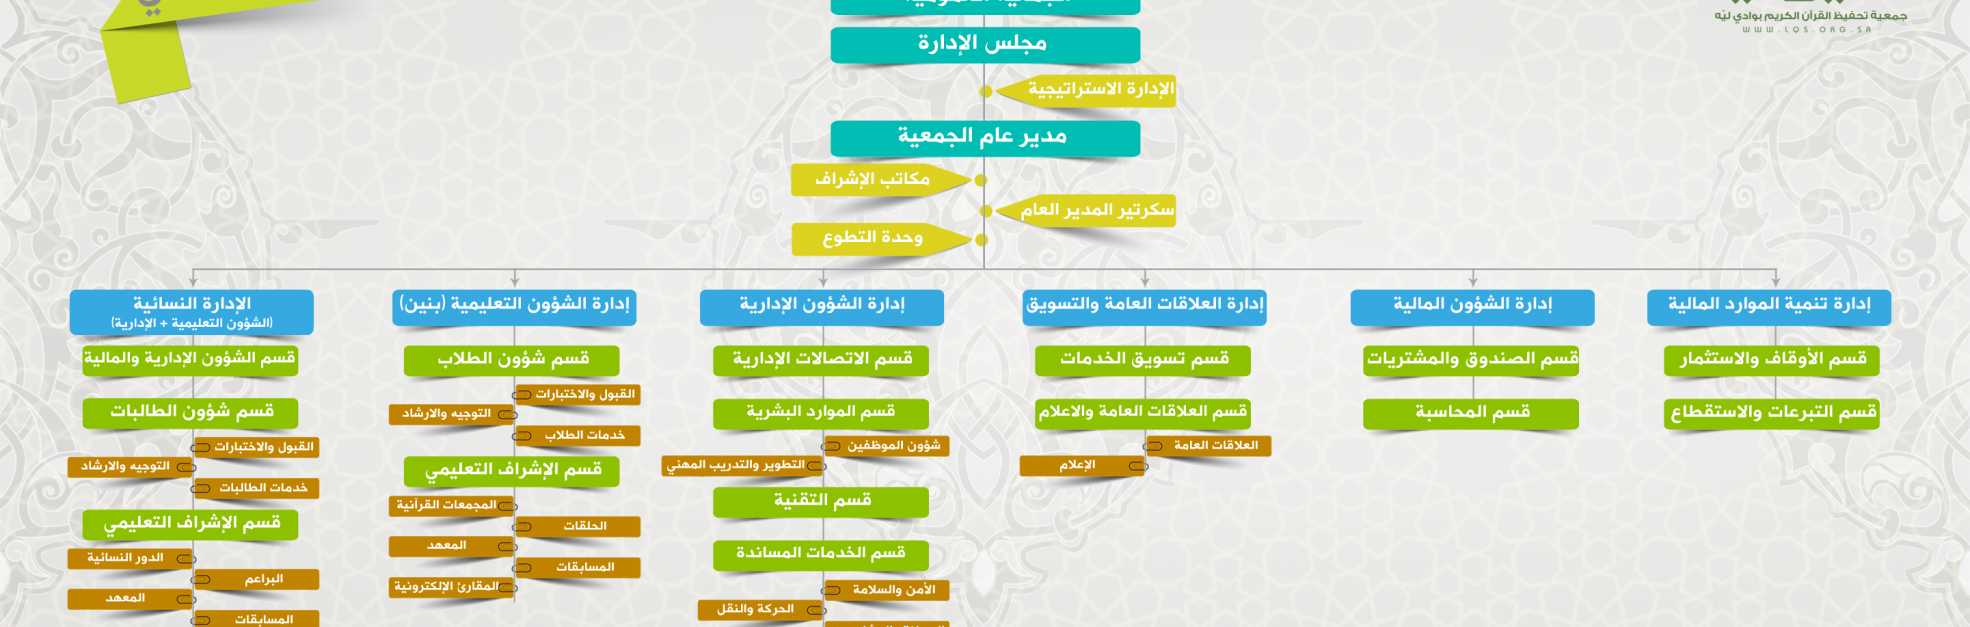 الجمعية العمومية
جمعية تحفيظ القرآن الكريم بوادي ليّه
WWW.LQS.ORG.SA
مجلس الإدارة
الإدارة الاستراتيجية
مدير عام الجمعية
مكاتب الإشراف
سكرتير المدير العام
وحدة التطوع
إدارة تنمية الموارد المالية
قسم الأوقاف والاستثمار
قسم التبرعات والاستقطاع
إدارة الشؤون المالية
قسم الصندوق والمشتريات
قسم المحاسبة
إدارة العلاقات العامة والتسويق
قسم تسويق الخدمات
قسم العلاقات العامة والاعلام
العلاقات العامة
الإعلام
إدارة الشؤون الإدارية
قسم الاتصالات الإدارية
قسم الموارد البشرية
شؤون الموظفين
التطوير والتدريب المهني
قسم التقنية
قسم الخدمات المساندة
الأمن والسلامة
الحركة والنقل
إدارة الشؤون التعليمية (بنين)
قسم شؤون الطلاب
القبول والاختبارات
التوجيه والارشاد
خدمات الطلاب
قسم الإشراف التعليمي
المجمعات القرآنية
الحلقات
المعهد
المسابقات
المقارئ الإلكترونية
الإدارة النسائية
(الشؤون التعليمية + الإدارية)
قسم الشؤون الإدارية والمالية
قسم شؤون الطالبات
القبول والاختبارات
التوجيه والارشاد
خدمات الطالبات
قسم الإشراف التعليمي
الدور النسائية
البراعم
المعهد
المسابقات